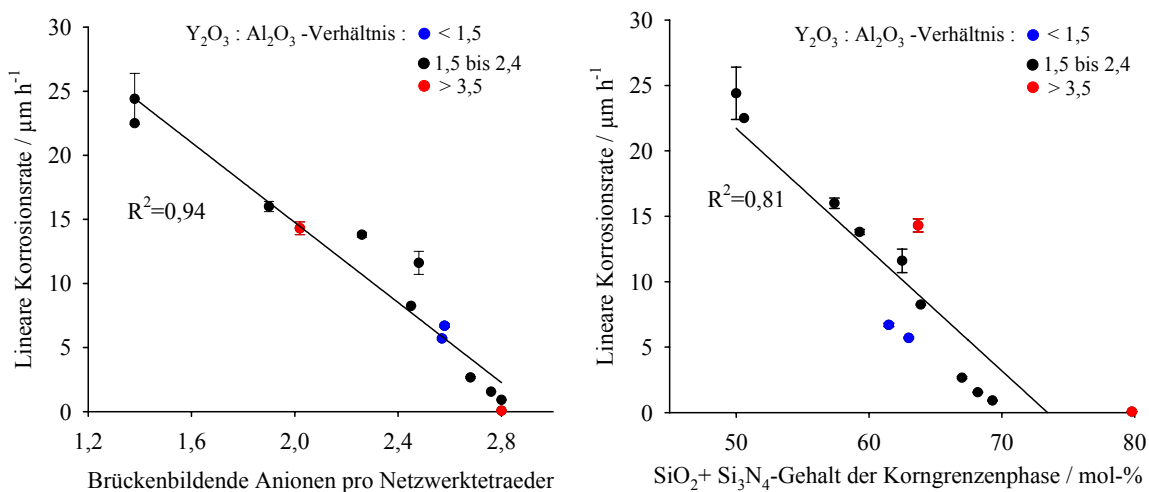 Y₂O₃ : Al₂O₃ -Verhältnis : < 1,5
1,5 bis 2,4
> 3,5
R²=0,94
30
25
20
15
10
5
0
1,2
1,6
2,0
2,4
2,8
Lineare Korrosionsrate / µm h⁻¹
Brückenbildende Anionen pro Netzwerktetraeder
Y₂O₃ : Al₂O₃ -Verhältnis : < 1,5
1,5 bis 2,4
> 3,5
R²=0,81
30
25
20
15
10
5
0
50
60
70
80
Lineare Korrosionsrate / µm h⁻¹
SiO₂+ Si₃N₄-Gehalt der Korngrenzenphase / mol-%